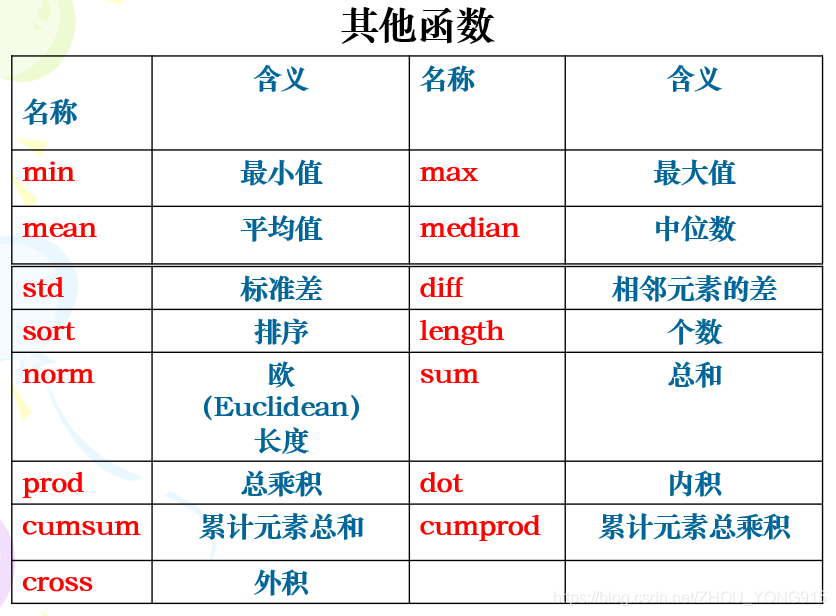 其他函数
名称 含义 名称 含义
min 最小值 max 最大值
mean 平均值 median 中位数
std 标准差 diff 相邻元素的差
sort 排序 length 个数
norm 欧 sum 总和
(Euclidean)
长度
prod 总乘积 dot 内积
cumsum 累计元素总和 cumprod 累计元素总乘积
cross 外积
https://blog.csdn.net/ZHOU_YONG915